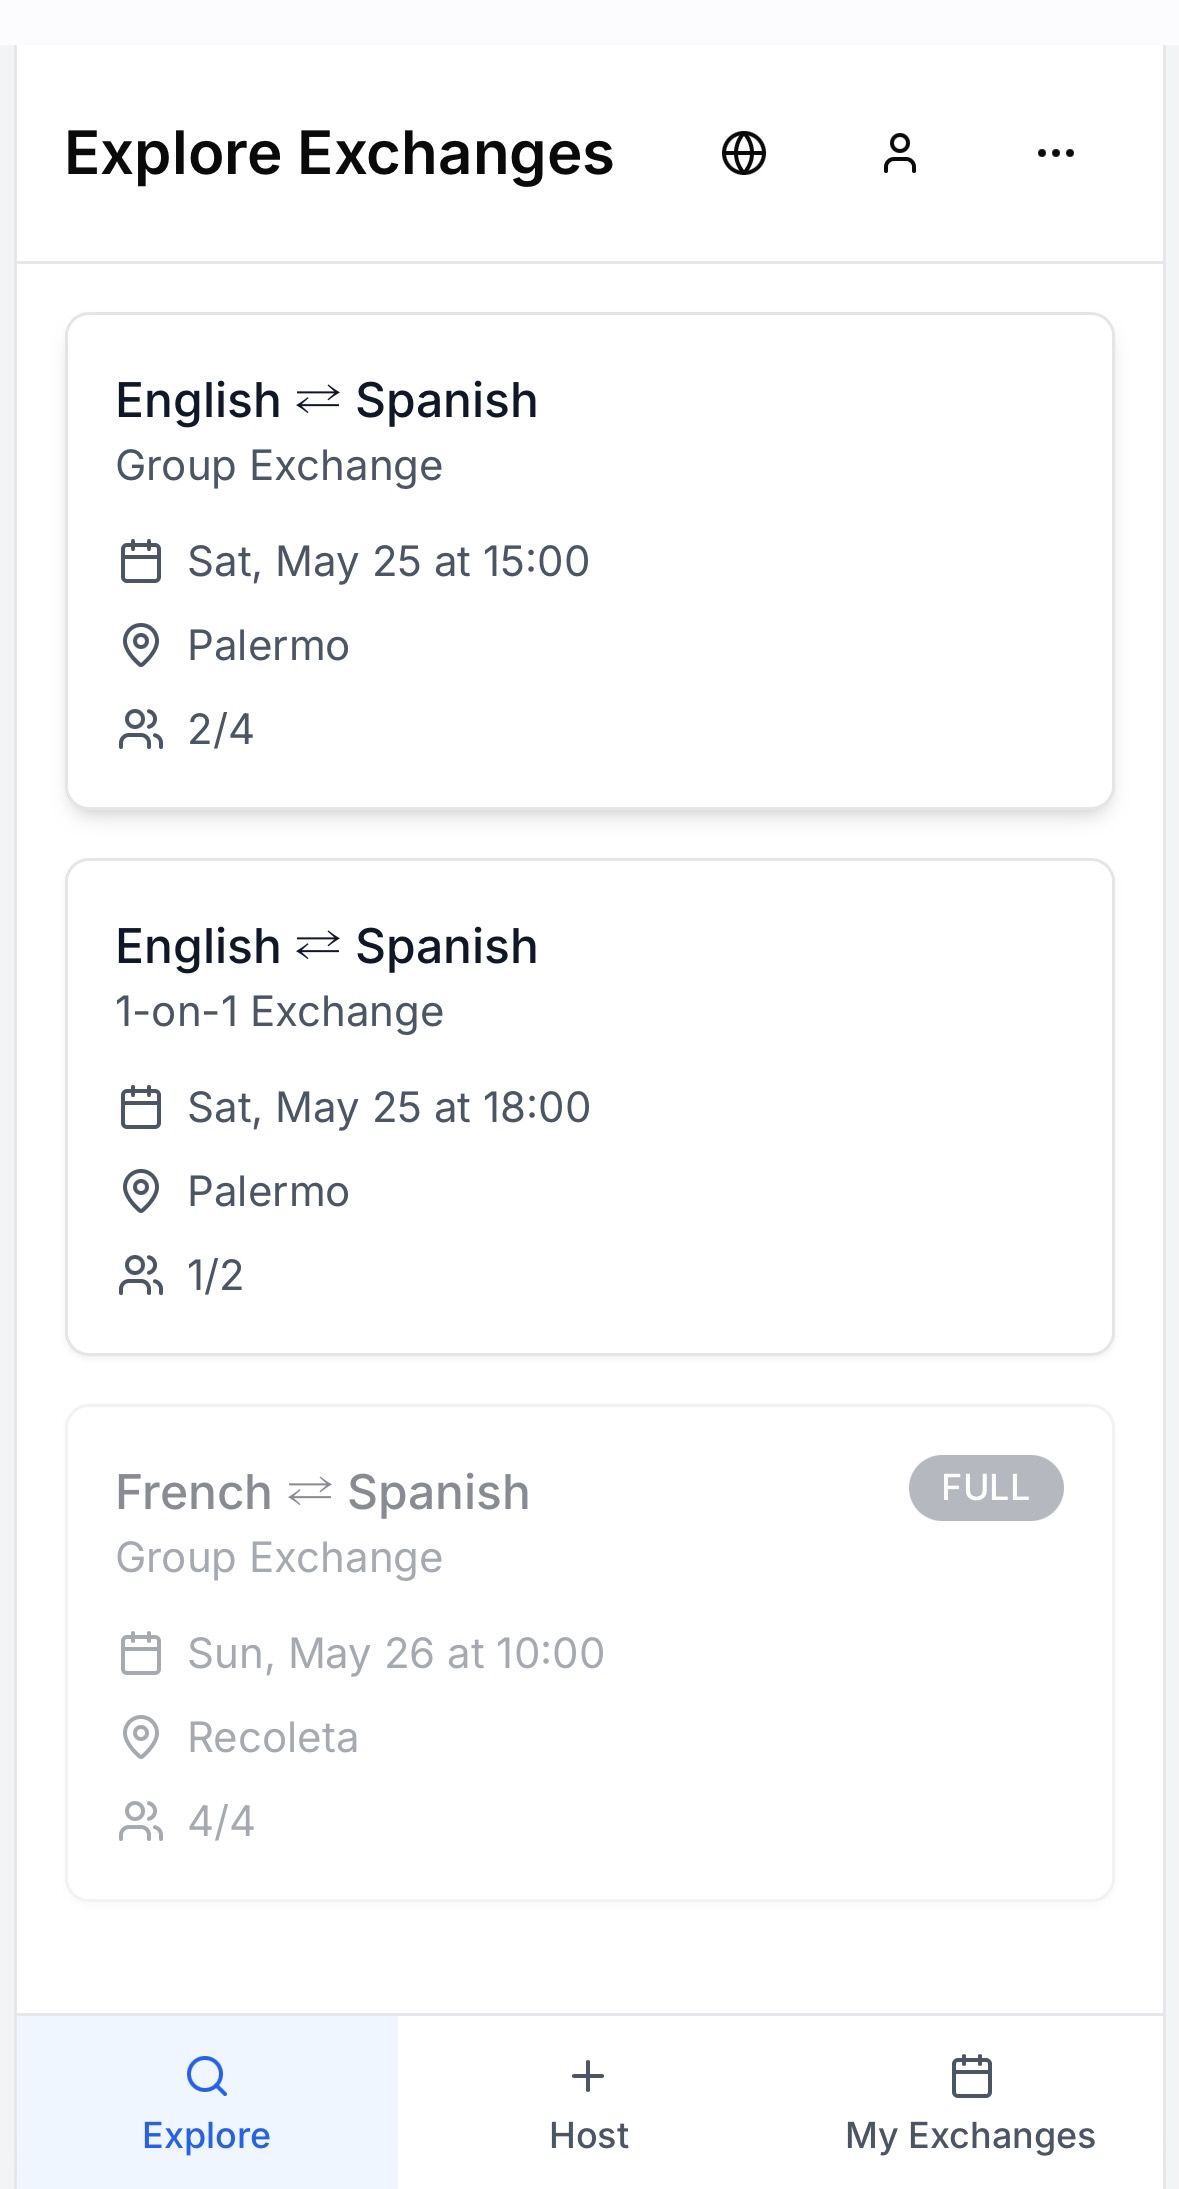 Explore Exchanges
English ⇄ Spanish
Group Exchange
Sat, May 25 at 15:00
Palermo
2/4
English ⇄ Spanish
1-on-1 Exchange
Sat, May 25 at 18:00
Palermo
1/2
French ⇄ Spanish
FULL
Group Exchange
Sun, May 26 at 10:00
Recoleta
4/4
Explore
Host
My Exchanges